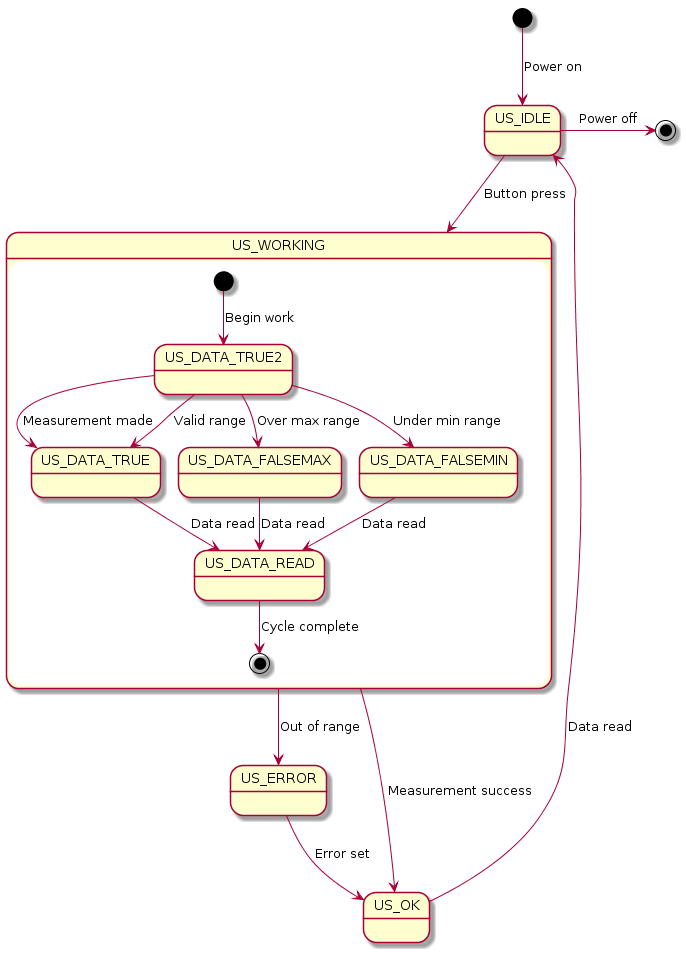 Power on
US_IDLE
Power off
Button press
US_WORKING
Begin work
US_DATA_TRUE2
Measurement made
Valid range
Over max range
Under min range
US_DATA_TRUE
US_DATA_FALSEMAX
US_DATA_FALSEMIN
Data read
Data read
Data read
US_DATA_READ
Cycle complete
Out of range
Data read
US_ERROR
Measurement success
Error set
US_OK